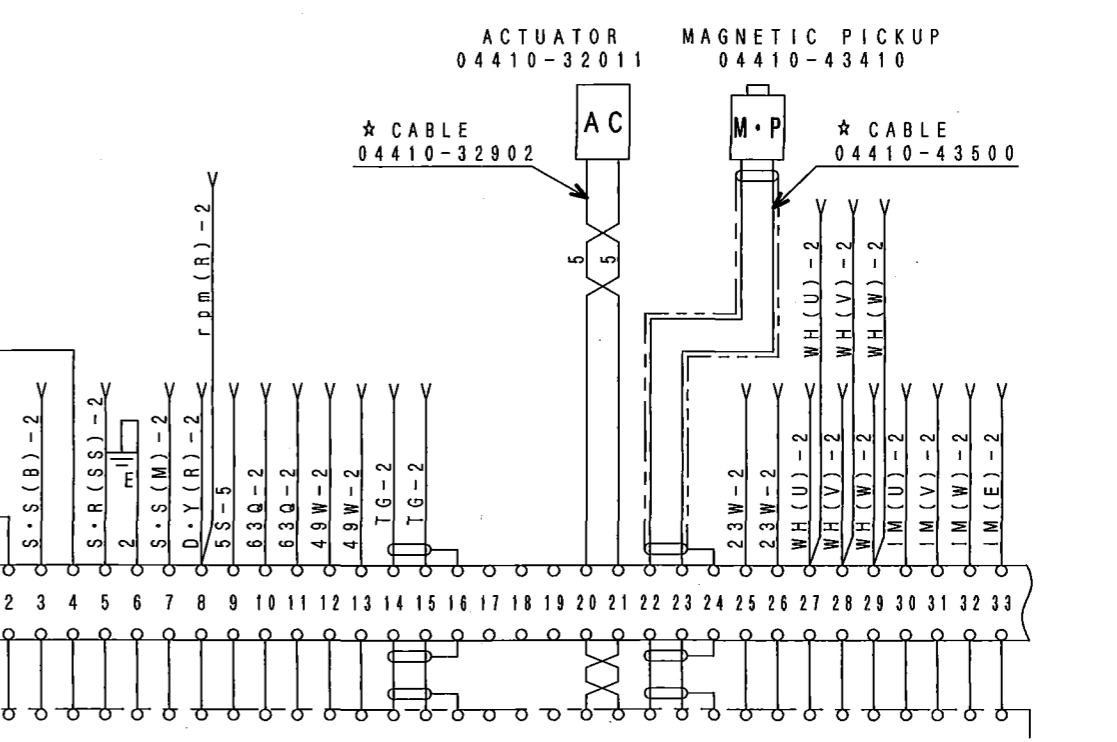 ACTUATOR
04410-32011
MAGNETIC PICKUP
04410-43410
AC
M・P
☆ CABLE
04410-32902
☆ CABLE
04410-43500
rpm(R)-2
WH(U)-2
WH(V)-2
WH(W)-2
5
5
S・S(B)-2
S・R(SS)-2
E
2
S・S(M)-2
D・Y(R)-2
5S-5
63Q-2
63Q-2
49W-2
49W-2
TG-2
TG-2
23W-2
23W-2
WH(U)-2
WH(V)-2
WH(W)-2
IM(U)-2
IM(V)-2
IM(W)-2
IM(E)-2
2 3 4 5 6 7 8 9 10 11 12 13 14 15 16 17 18 19 20 21 22 23 24 25 26 27 28 29 30 31 32 33